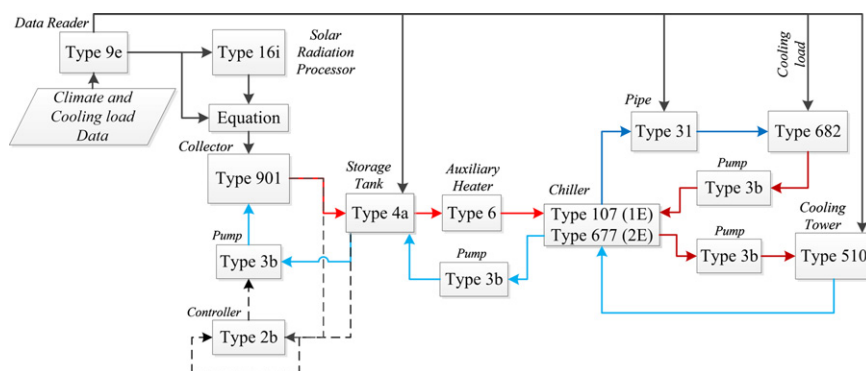 Data Reader
Type 9e
Type 16i
Solar
Radiation
Processor
Climate and
Cooling load
Data
Equation
Collector
Type 901
Pump
Type 3b
Controller
Type 2b
Storage
Tank
Type 4a
Auxiliary
Heater
Type 6
Pump
Type 3b
Chiller
Type 107 (1E)
Type 677 (2E)
Pipe
Type 31
Cooling
load
Type 682
Pump
Type 3b
Pump
Type 3b
Cooling
Tower
Type 510